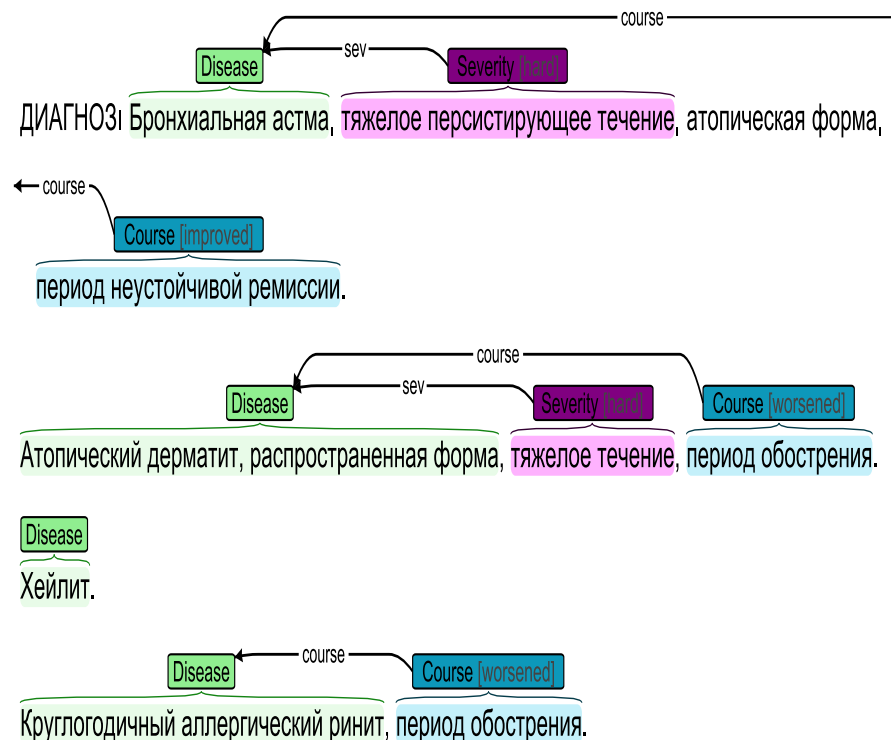 course
sev
Disease Severity [hard]
ДИАГНОЗ: Бронхиальная астма, тяжелое персистирующее течение, атопическая форма,
course
Course [improved]
период неустойчивой ремиссии.
course
sev
Disease Severity [hard] Course [worsened]
Атопический дерматит, распространенная форма, тяжелое течение, период обострения.
Disease
Хейлит.
course
Disease Course [worsened]
Круглогодичный аллергический ринит, период обострения.